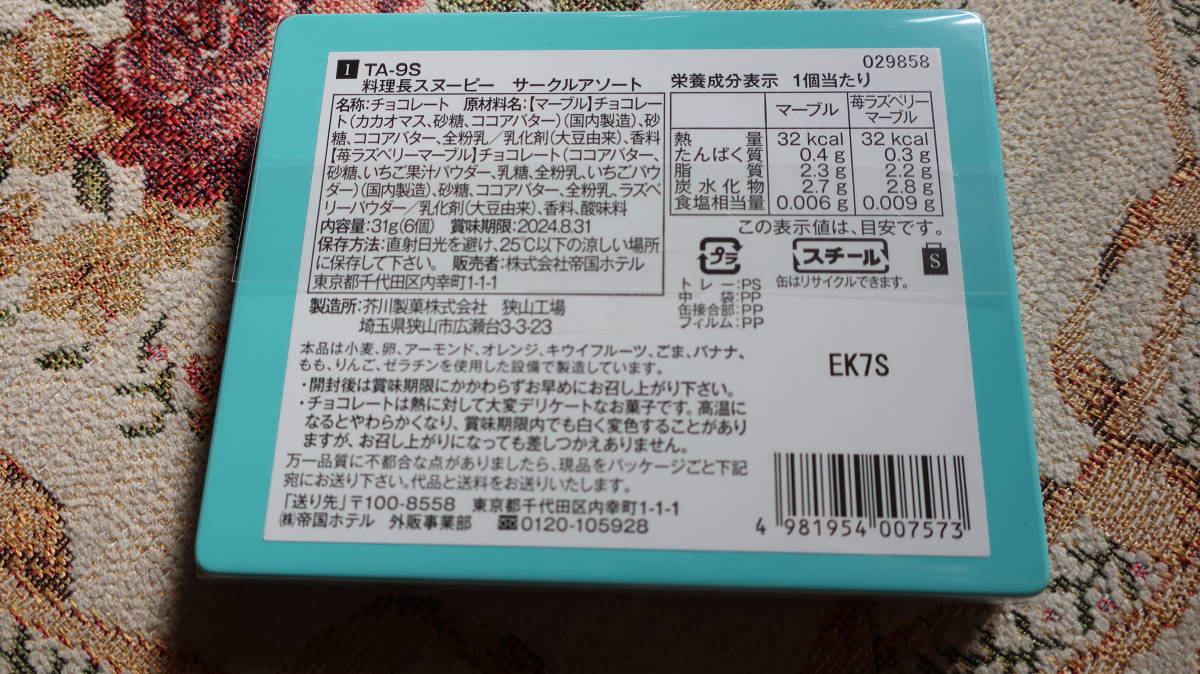 1 TA-9S
料理長スヌーピー サークルアソート
名称:チョコレート 原材料名:【マーブル】チョコレー
ト(カカオマス、砂糖、ココアバター)(国内製造)、砂
糖、ココアバター、全粉乳/乳化剤(大豆由来)、香料
【苺ラズベリーマーブル】チョコレート(ココアバター、
砂糖、いちご果汁パウダー、乳糖、全粉乳、いちごパウ
ダー)(国内製造)、砂糖、ココアバター、全粉乳、ラズベ
リーパウダー/乳化剤(大豆由来)、香料、酸味料
内容量:31g(6個) 賞味期限:2024.8.31
保存方法:直射日光を避け、25℃以下の涼しい場所
に保存して下さい。 販売者:株式会社帝国ホテル
東京都千代田区内幸町1-1-1
製造所:芥川製菓株式会社 狭山工場
埼玉県狭山市広瀬台3-3-23
029858
栄養成分表示 1個当たり
マーブル 苺ラズベリーマーブル
熱量 32 kcal 32 kcal
たんぱく質 0.4 g 0.3 g
脂質 2.3 g 2.2 g
炭水化物 2.7 g 2.8 g
食塩相当量 0.006 g 0.009 g
この表示値は、目安です。
プラ
スチール
S
トレー:PS
中袋:PP
缶接合部:PP
フィルム:PP
缶はリサイクルできます。
本品は小麦、卵、アーモンド、オレンジ、キウイフルーツ、ごま、バナナ、
もも、りんご、ゼラチンを使用した設備で製造しています。
・開封後は賞味期限にかかわらずお早めにお召し上がり下さい。
・チョコレートは熱に対して大変デリケートなお菓子です。高温に
なるとやわらかくなり、賞味期限内でも白く変色することがあり
ますが、お召し上がりになっても差しつかえありません。
EK7S
万一品質に不都合な点がありましたら、現品をパッケージごと下記
宛にお送り下さい。代品と送料をお送りいたします。
「送り先」〒100-8558 東京都千代田区内幸町1-1-1
㈱帝国ホテル 外販事業部 0120-105928
4 981954 007573